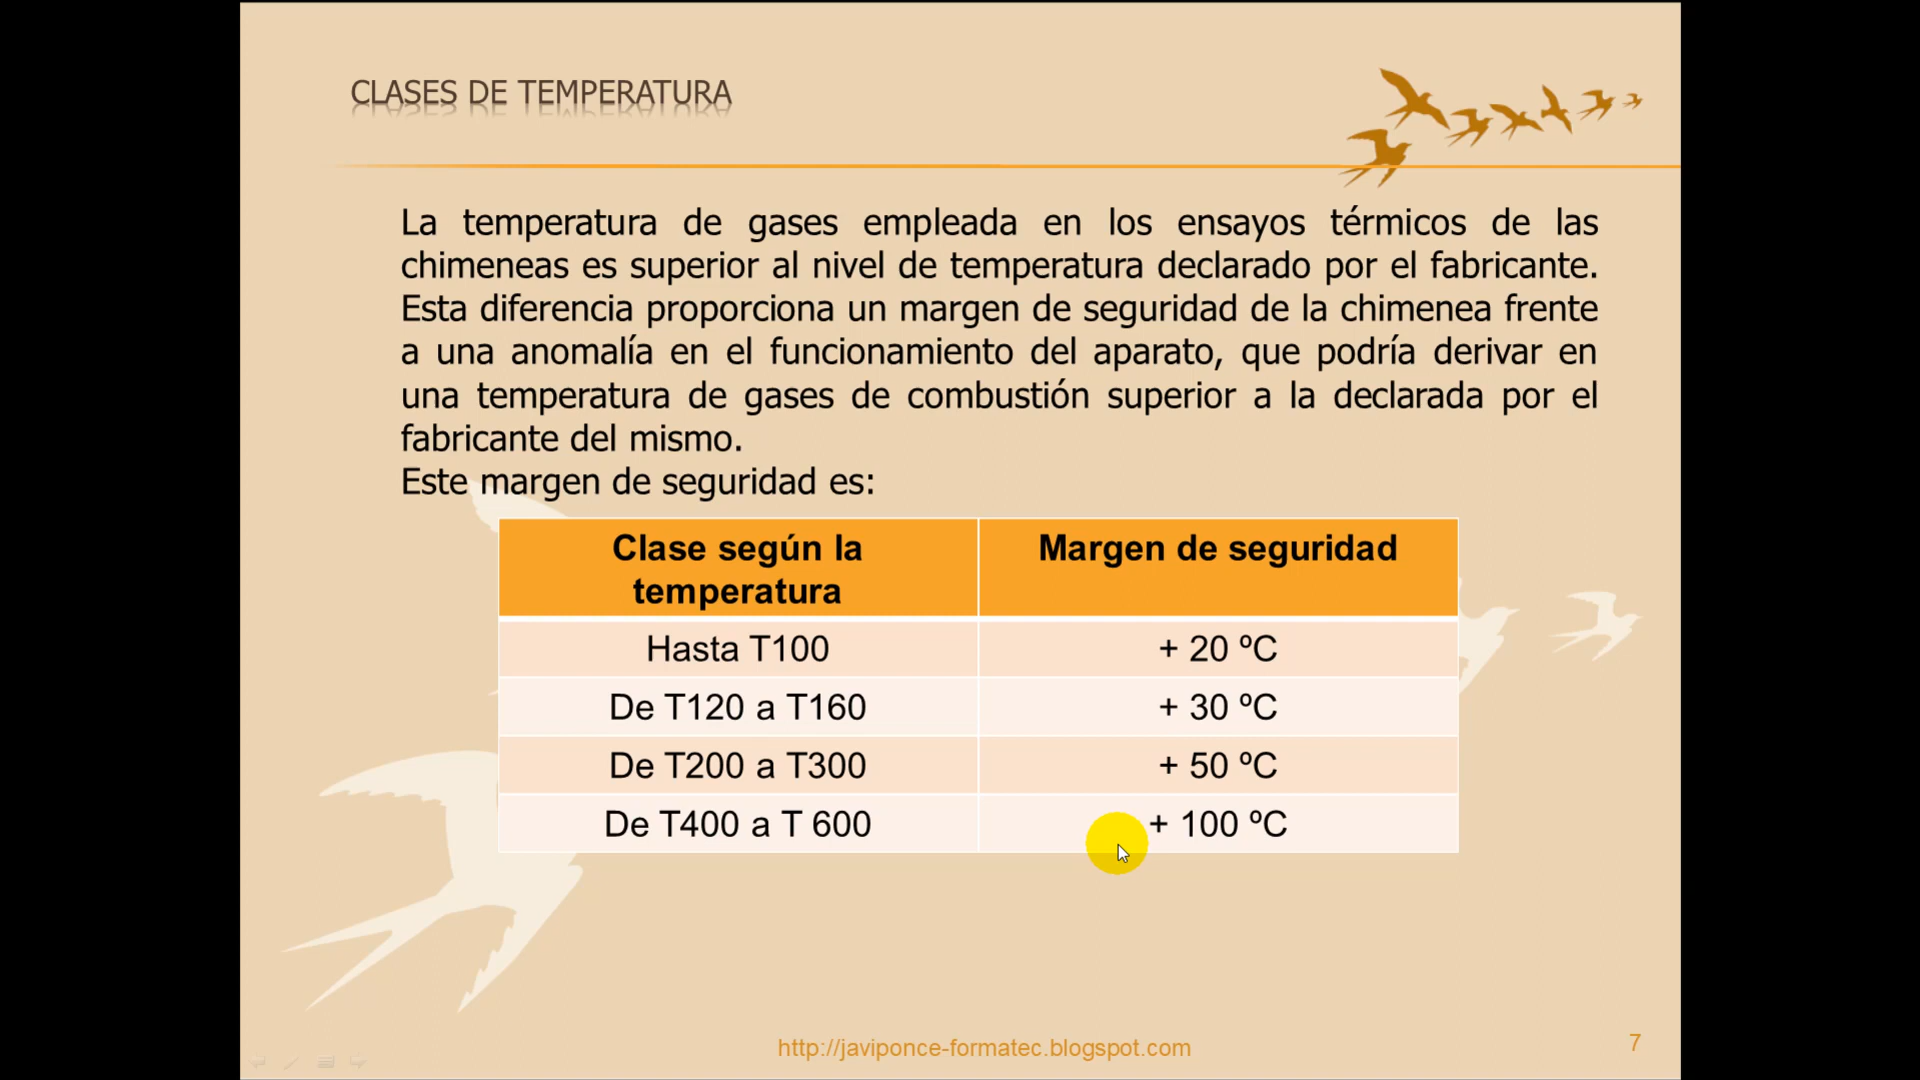 CLASES DE TEMPERATURA
La temperatura de gases empleada en los ensayos térmicos de las
chimeneas es superior al nivel de temperatura declarado por el fabricante.
Esta diferencia proporciona un margen de seguridad de la chimenea frente
a una anomalía en el funcionamiento del aparato, que podría derivar en
una temperatura de gases de combustión superior a la declarada por el
fabricante del mismo.
Este margen de seguridad es:
Clase según la
temperatura
Margen de seguridad
Hasta T100
+ 20 ºC
De T120 a T160
+ 30 ºC
De T200 a T300
+ 50 ºC
De T400 a T 600
+ 100 ºC
http://javiponce-formatec.blogspot.com
7